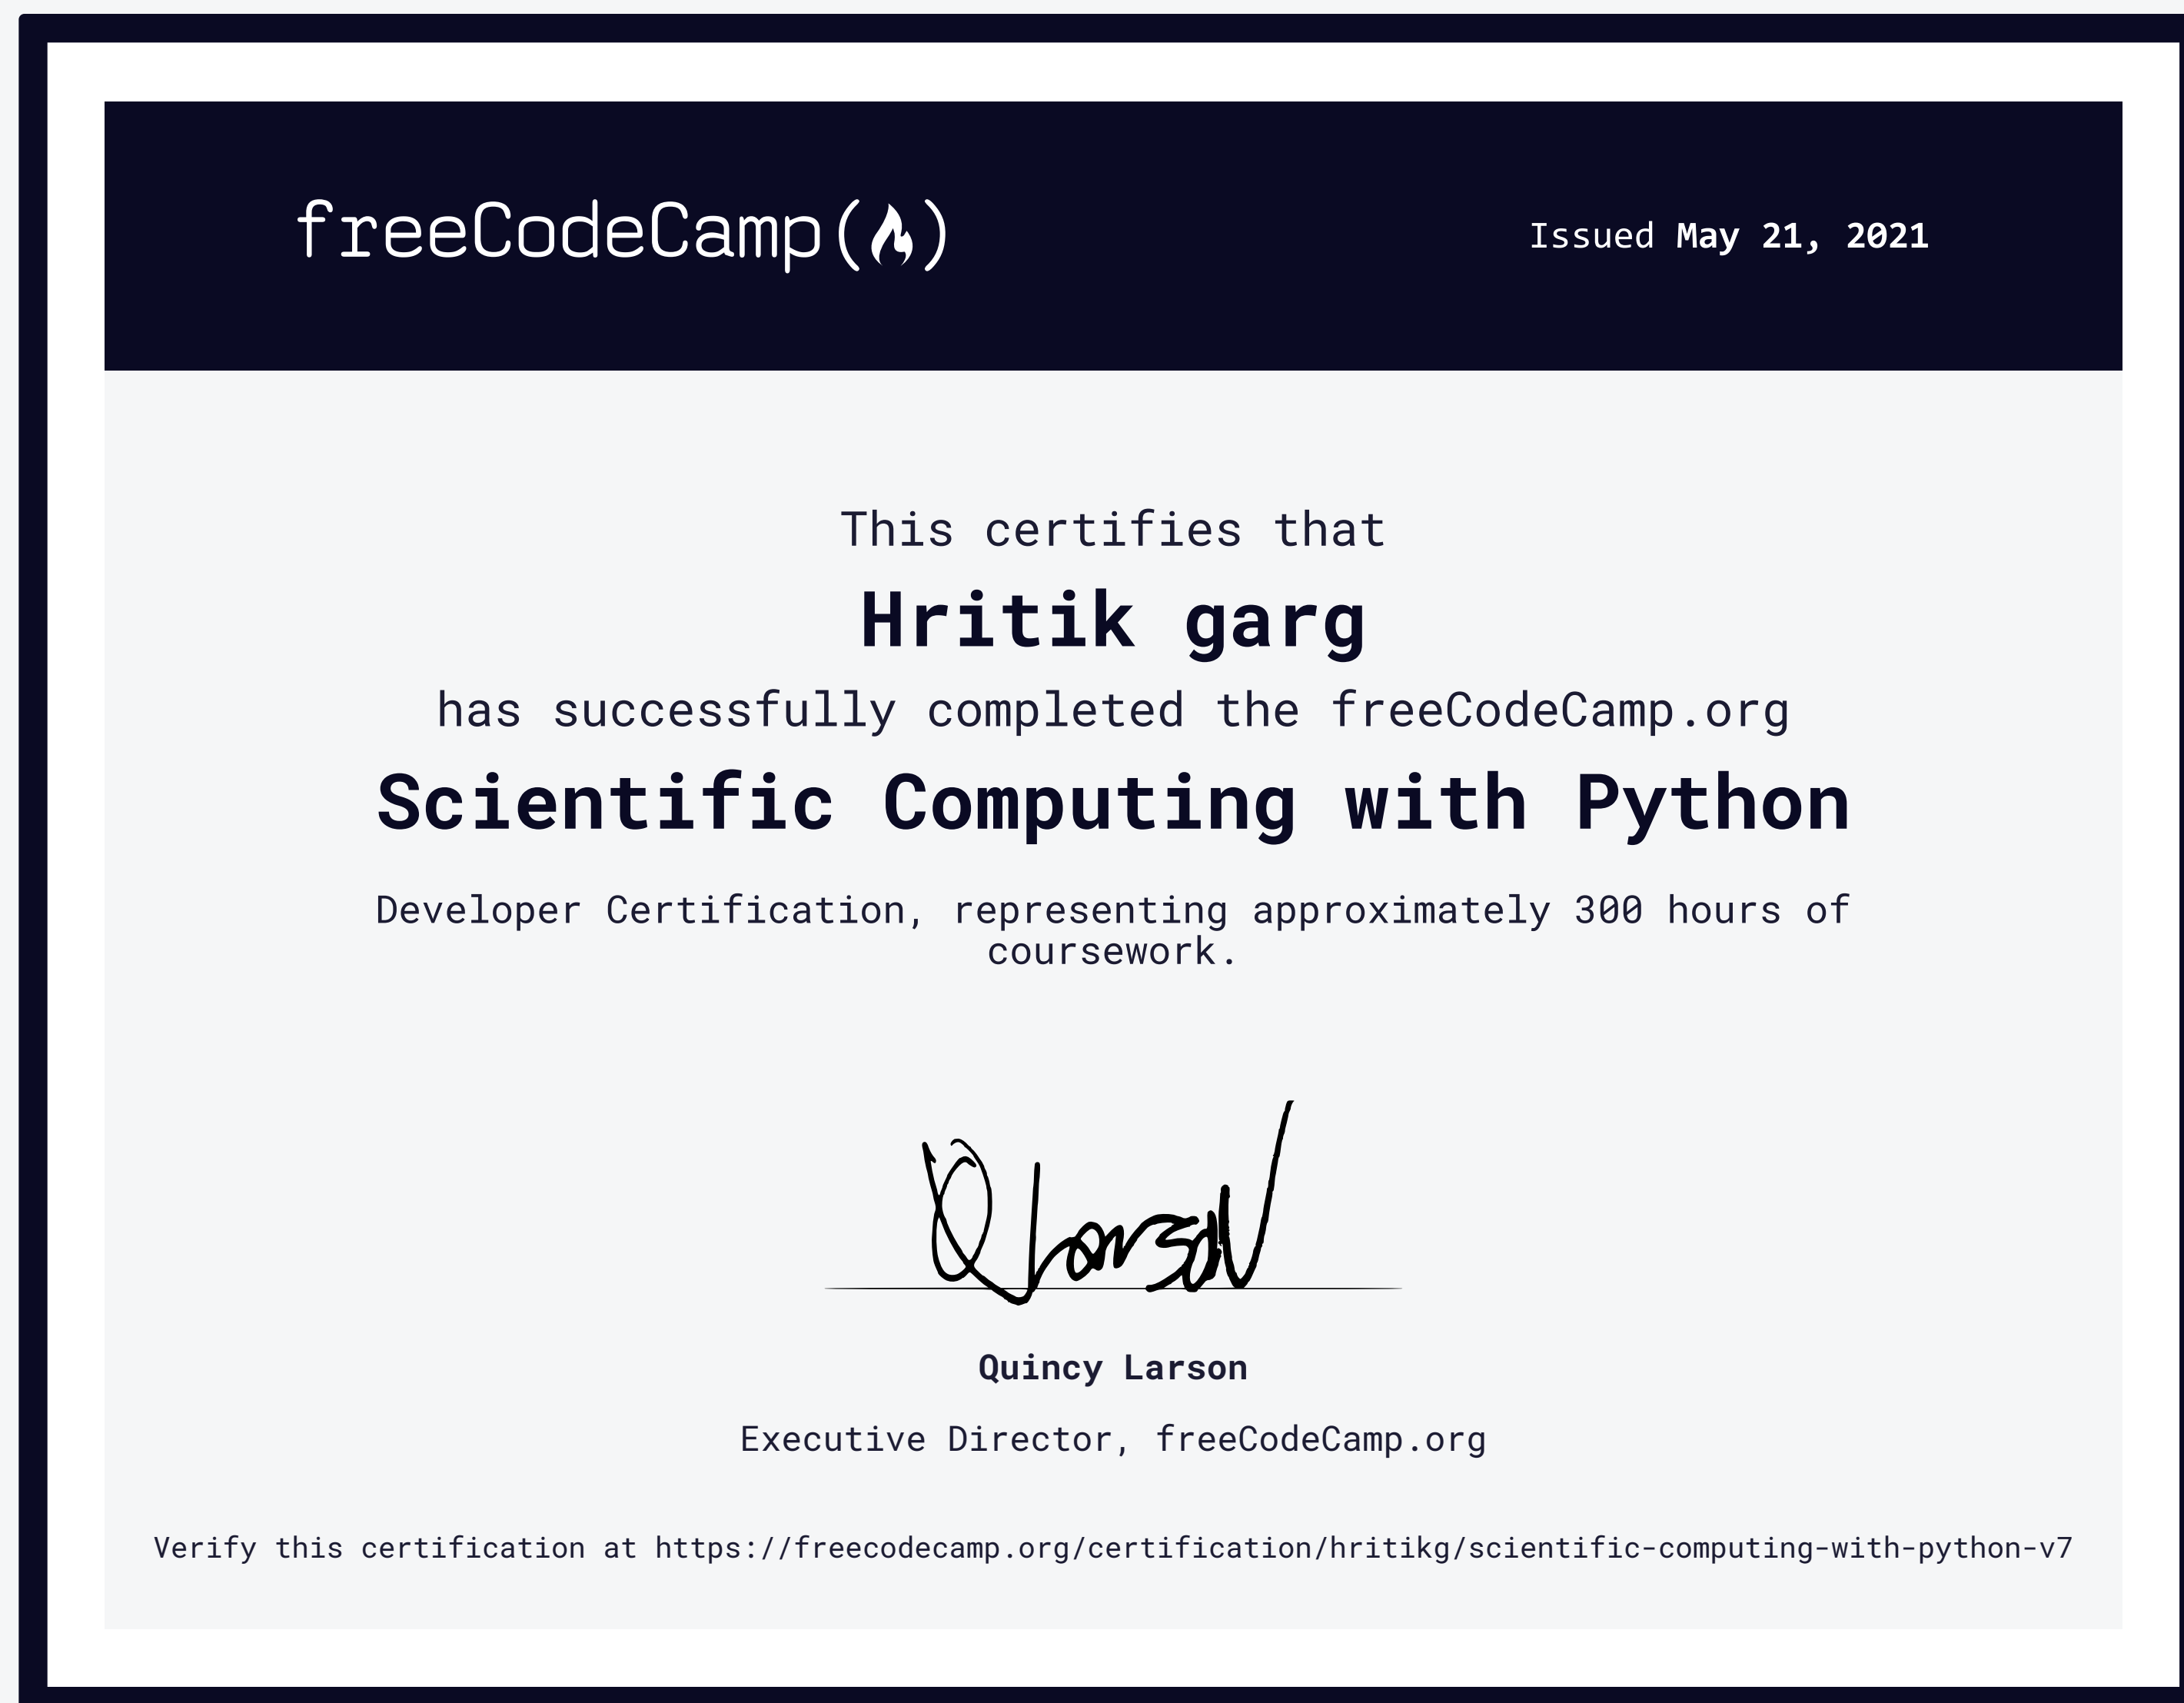 freeCodeCamp(🔥)
Issued May 21, 2021
This certifies that
Hritik garg
has successfully completed the freeCodeCamp.org
Scientific Computing with Python
Developer Certification, representing approximately 300 hours of
coursework.
QLarson
Quincy Larson
Executive Director, freeCodeCamp.org
Verify this certification at https://freecodecamp.org/certification/hritikg/scientific-computing-with-python-v7